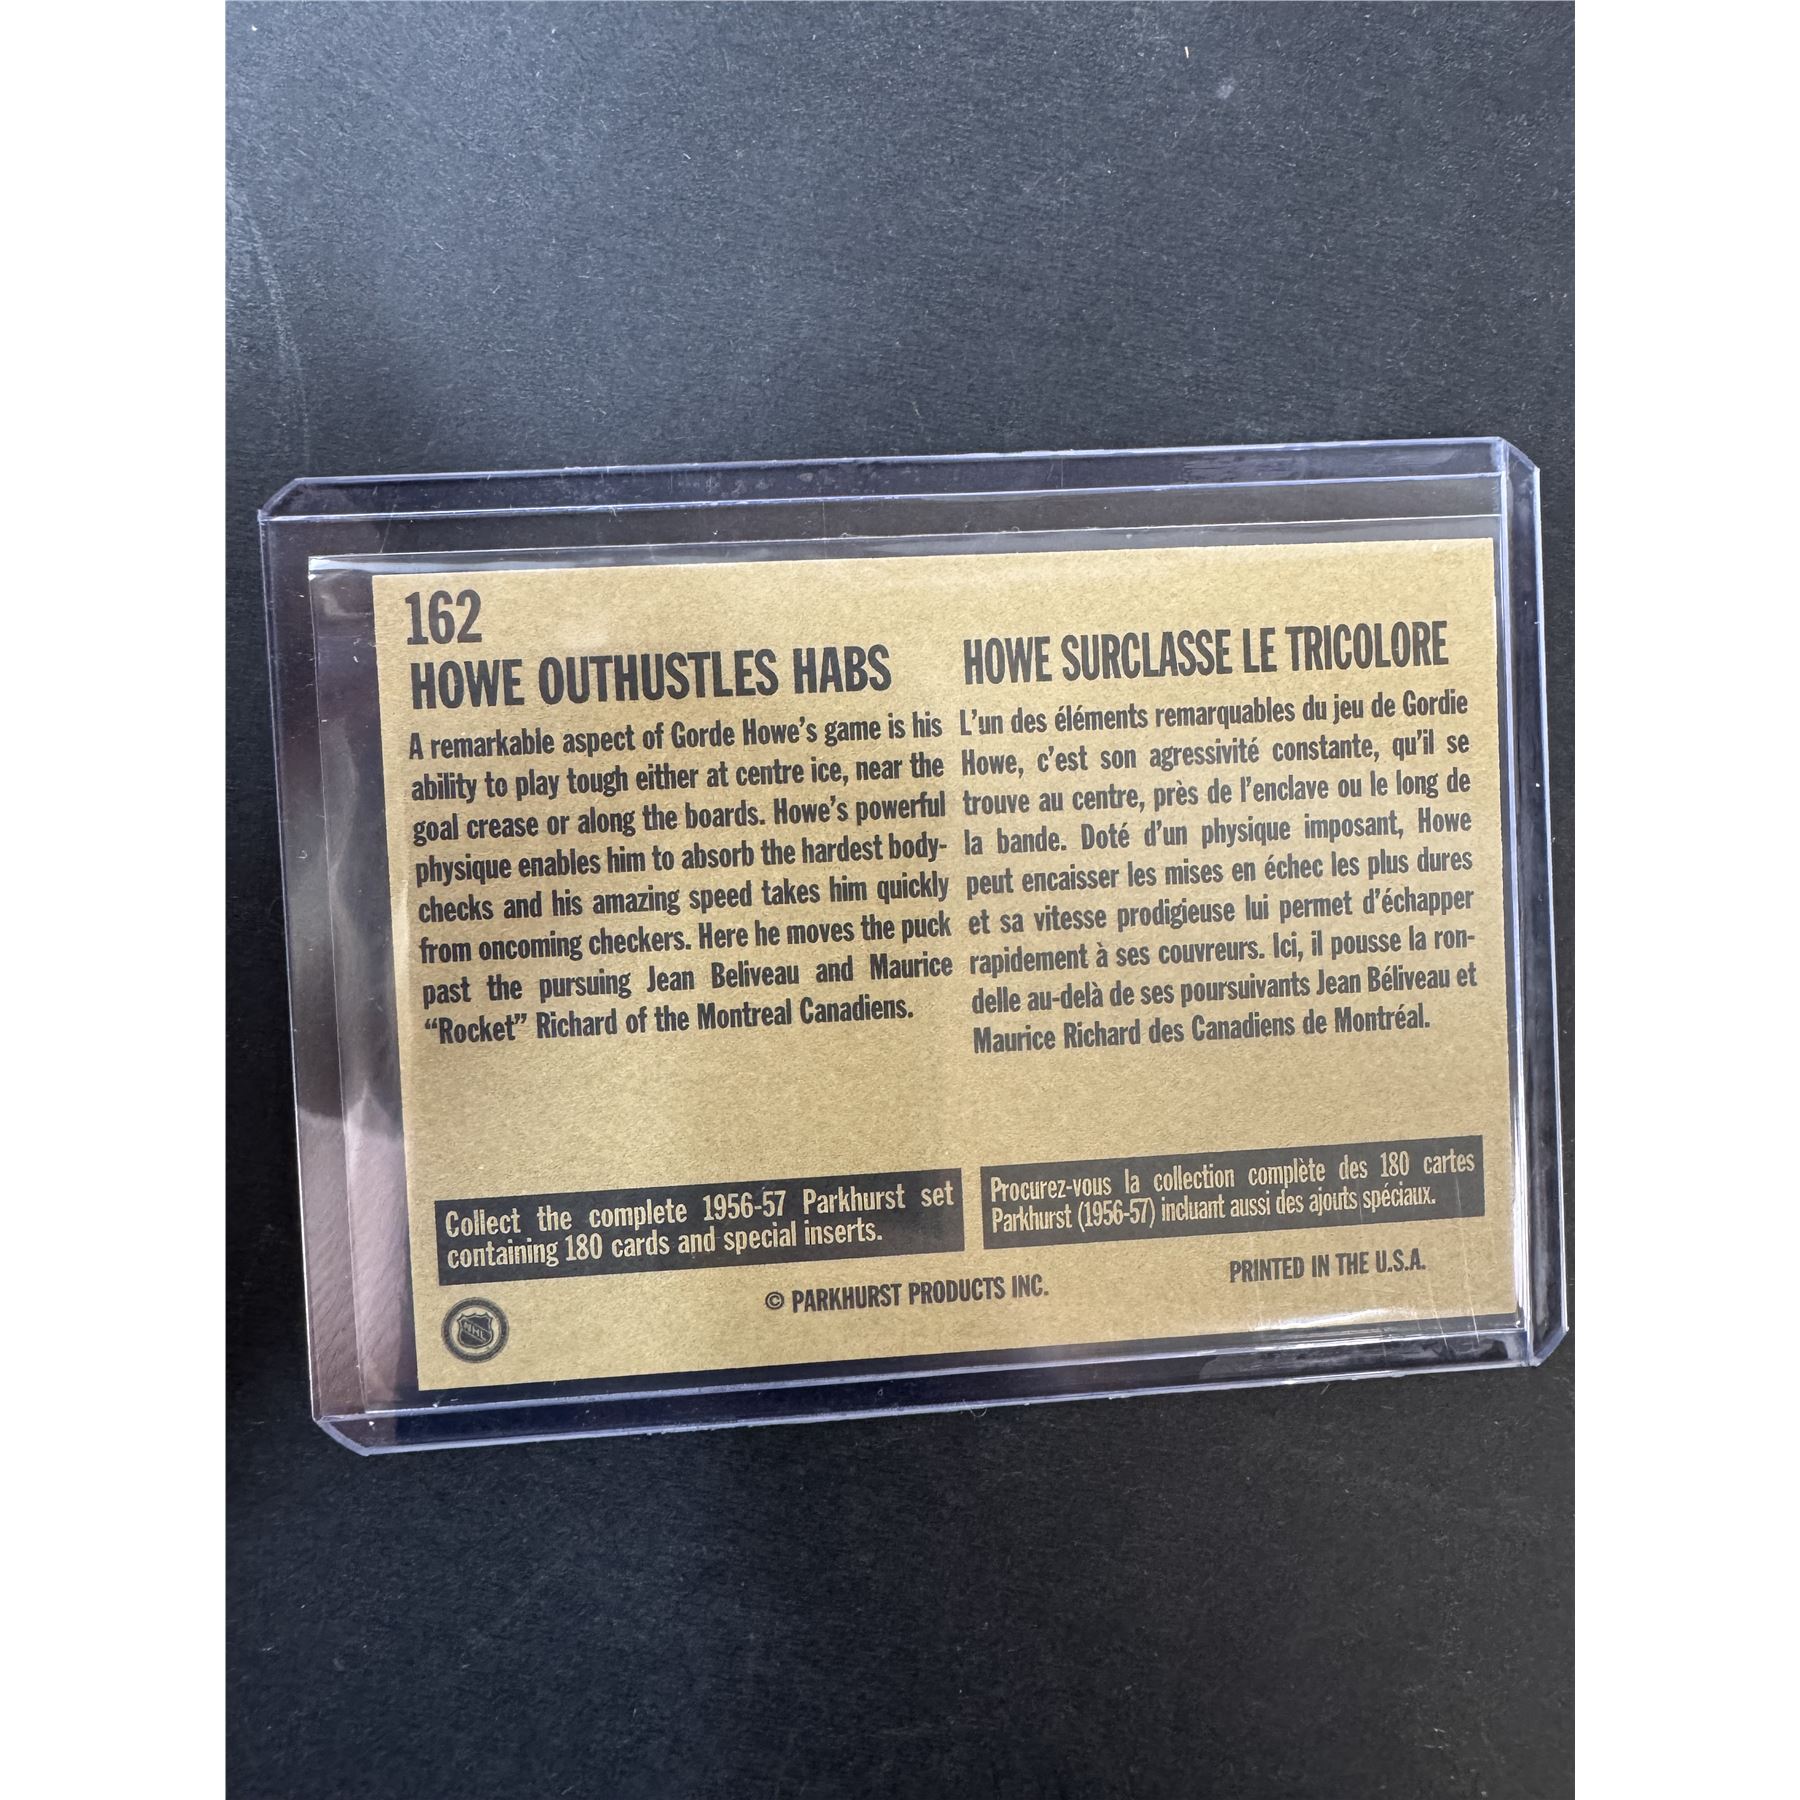 162
HOWE OUTHUSTLES HABS
A remarkable aspect of Gorde Howe's game is his
ability to play tough either at centre ice, near the
goal crease or along the boards. Howe's powerful
physique enables him to absorb the hardest body-
checks and his amazing speed takes him quickly
from oncoming checkers. Here he moves the puck
past the pursuing Jean Beliveau and Maurice
“Rocket” Richard of the Montreal Canadiens.
HOWE SURCLASSE LE TRICOLORE
L'un des éléments remarquables du jeu de Gordie
Howe, c'est son agressivité constante, qu'il se
trouve au centre, près de l'enclave ou le long de
la bande. Doté d'un physique imposant, Howe
peut encaisser les mises en échec les plus dures
et sa vitesse prodigieuse lui permet d'échapper
rapidement à ses couvreurs. Ici, il pousse la ron-
delle au-delà de ses poursuivants Jean Béliveau et
Maurice Richard des Canadiens de Montréal.
Collect the complete 1956-57 Parkhurst set
containing 180 cards and special inserts.
Procurez-vous la collection complète des 180 cartes
Parkhurst (1956-57) incluant aussi des ajouts spéciaux.
NHL
© PARKHURST PRODUCTS INC.
PRINTED IN THE U.S.A.